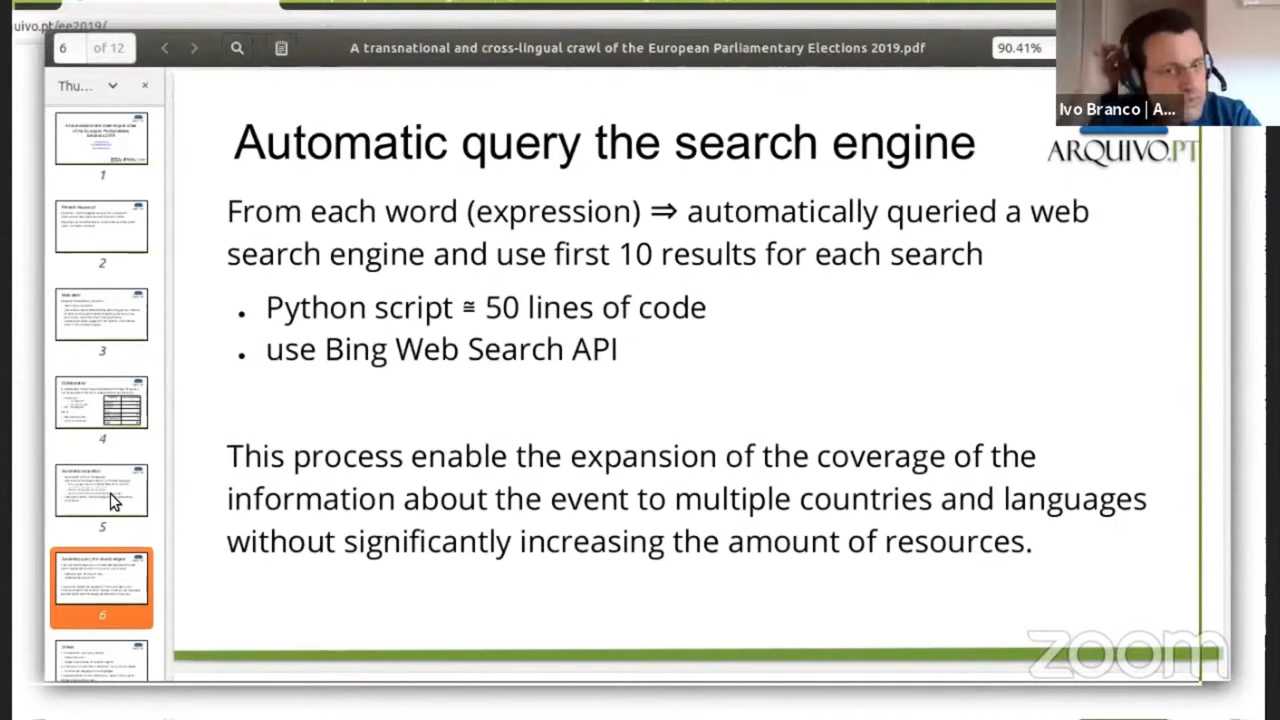 uivo.pt/ee2019/
6 of 12
A transnational and cross-lingual crawl of the European Parliamentary Elections 2019.pdf
90.41%
Thu...
Ivo Branco | A...
ARQUIVO.PT
Automatic query the search engine
From each word (expression) ⇒ automatically queried a web
search engine and use first 10 results for each search
• Python script ≅ 50 lines of code
• use Bing Web Search API
This process enable the expansion of the coverage of the
information about the event to multiple countries and languages
without significantly increasing the amount of resources.
1
2
3
4
5
6
zoom